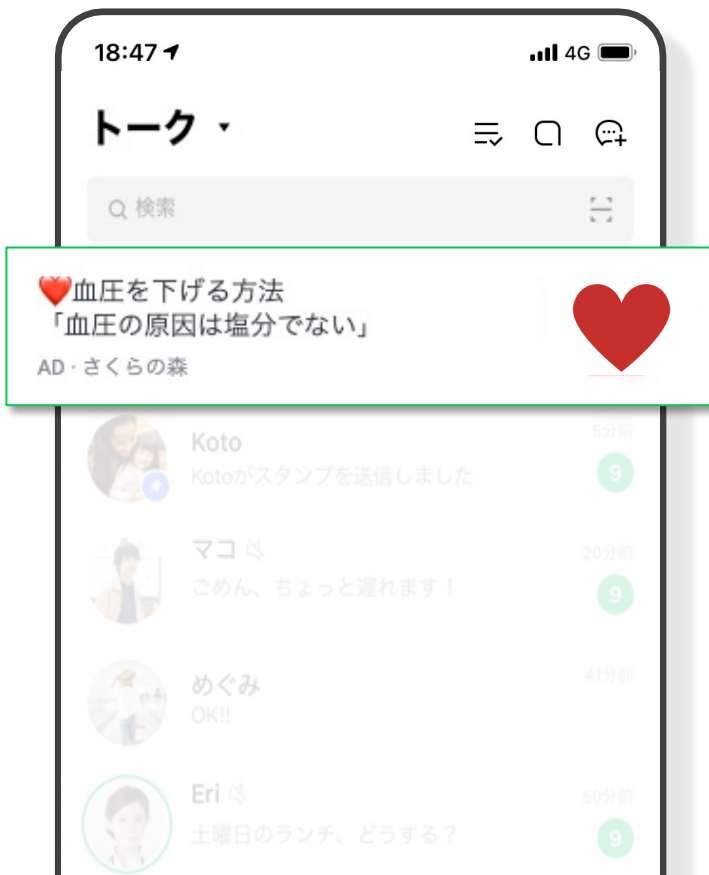 18:47
4G
トーク
検索
❤️血圧を下げる方法
「血圧の原因は塩分でない」
AD · さくらの森
Koto
5分前
Kotoがスタンプを送信しました
9
マコ
20分前
ごめん、ちょっと遅れます！
9
めぐみ
41分前
OK!!
Eri
50分前
土曜日のランチ、どうする？
9